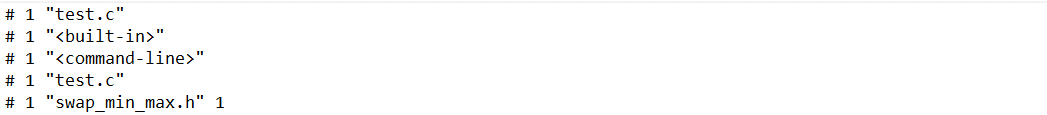 # 1 "test.c"
# 1 "<built-in>"
# 1 "<command-line>"
# 1 "test.c"
# 1 "swap_min_max.h" 1